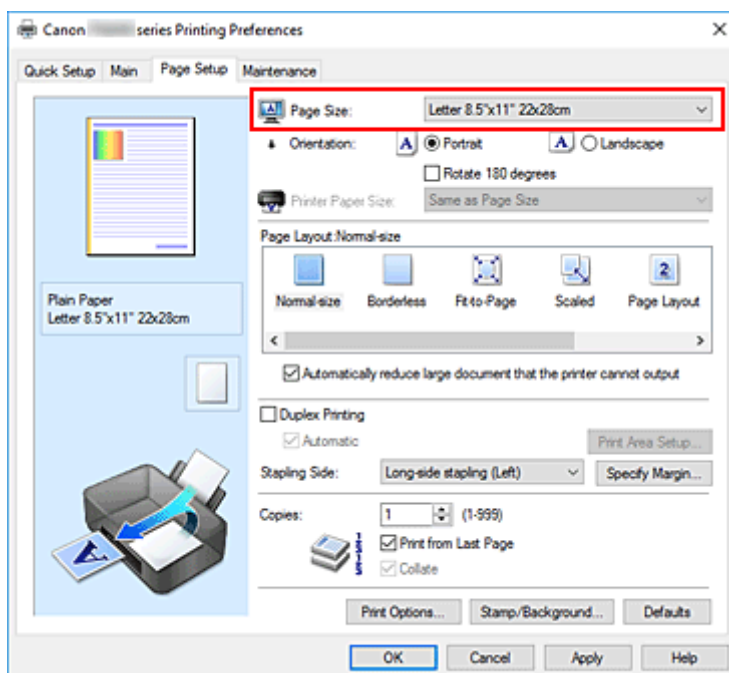 Canon series Printing Preferences
Quick Setup Main Page Setup Maintenance
Page Size: Letter 8.5"x11" 22x28cm
Orientation: A Portrait A Landscape
Rotate 180 degrees
Printer Paper Size: Same as Page Size
Page Layout:Normal-size
2
Normal-size Borderless Fit-to-Page Scaled Page Layout
Plain Paper
Letter 8.5"x11" 22x28cm
Automatically reduce large document that the printer cannot output
Duplex Printing
Automatic Print Area Setup...
Stapling Side: Long-side stapling (Left) Specify Margin...
Copies: 1 (1-999)
Print from Last Page
Collate
A
Print Options... Stamp/Background... Defaults
OK Cancel Apply Help